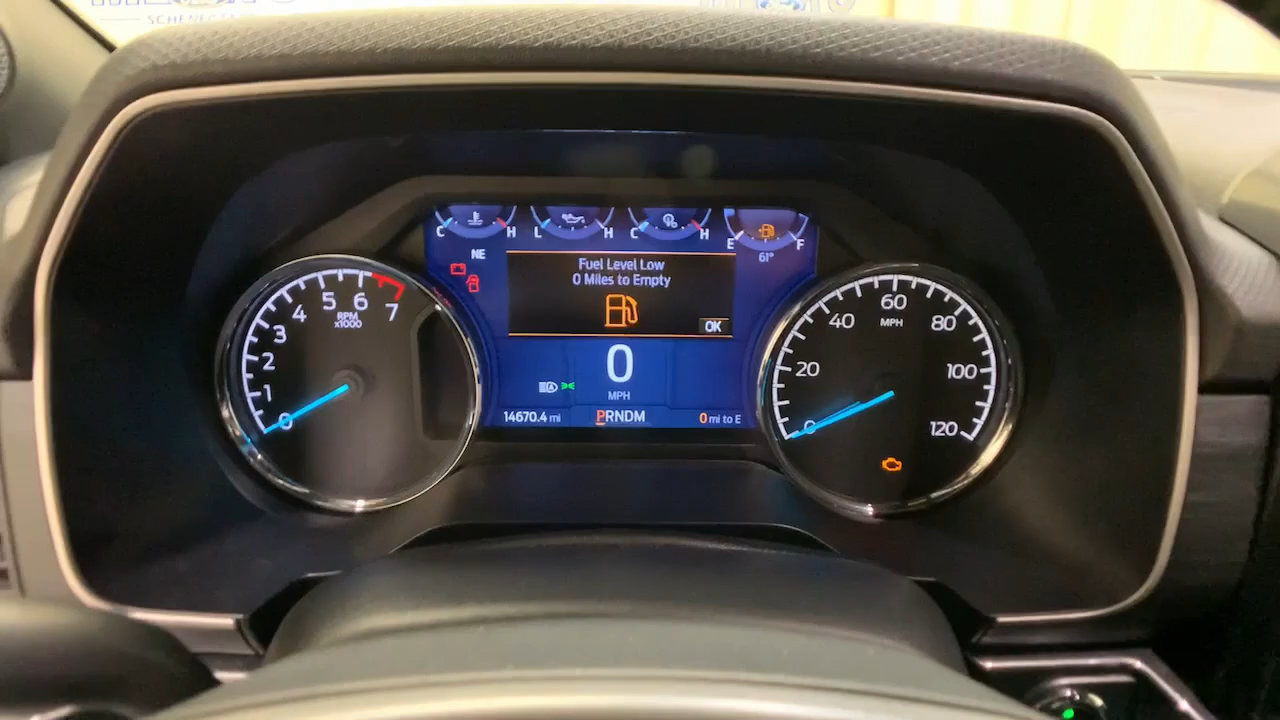 SCHENECTA
C H L H C H E F
NE
61°
Fuel Level Low
0 Miles to Empty
OK
0
MPH
14670.4 mi
PRNDM
0 mi to E
0 1 2 3 4 5 6 7
RPM
x1000
0 20 40 60 80 100 120
MPH